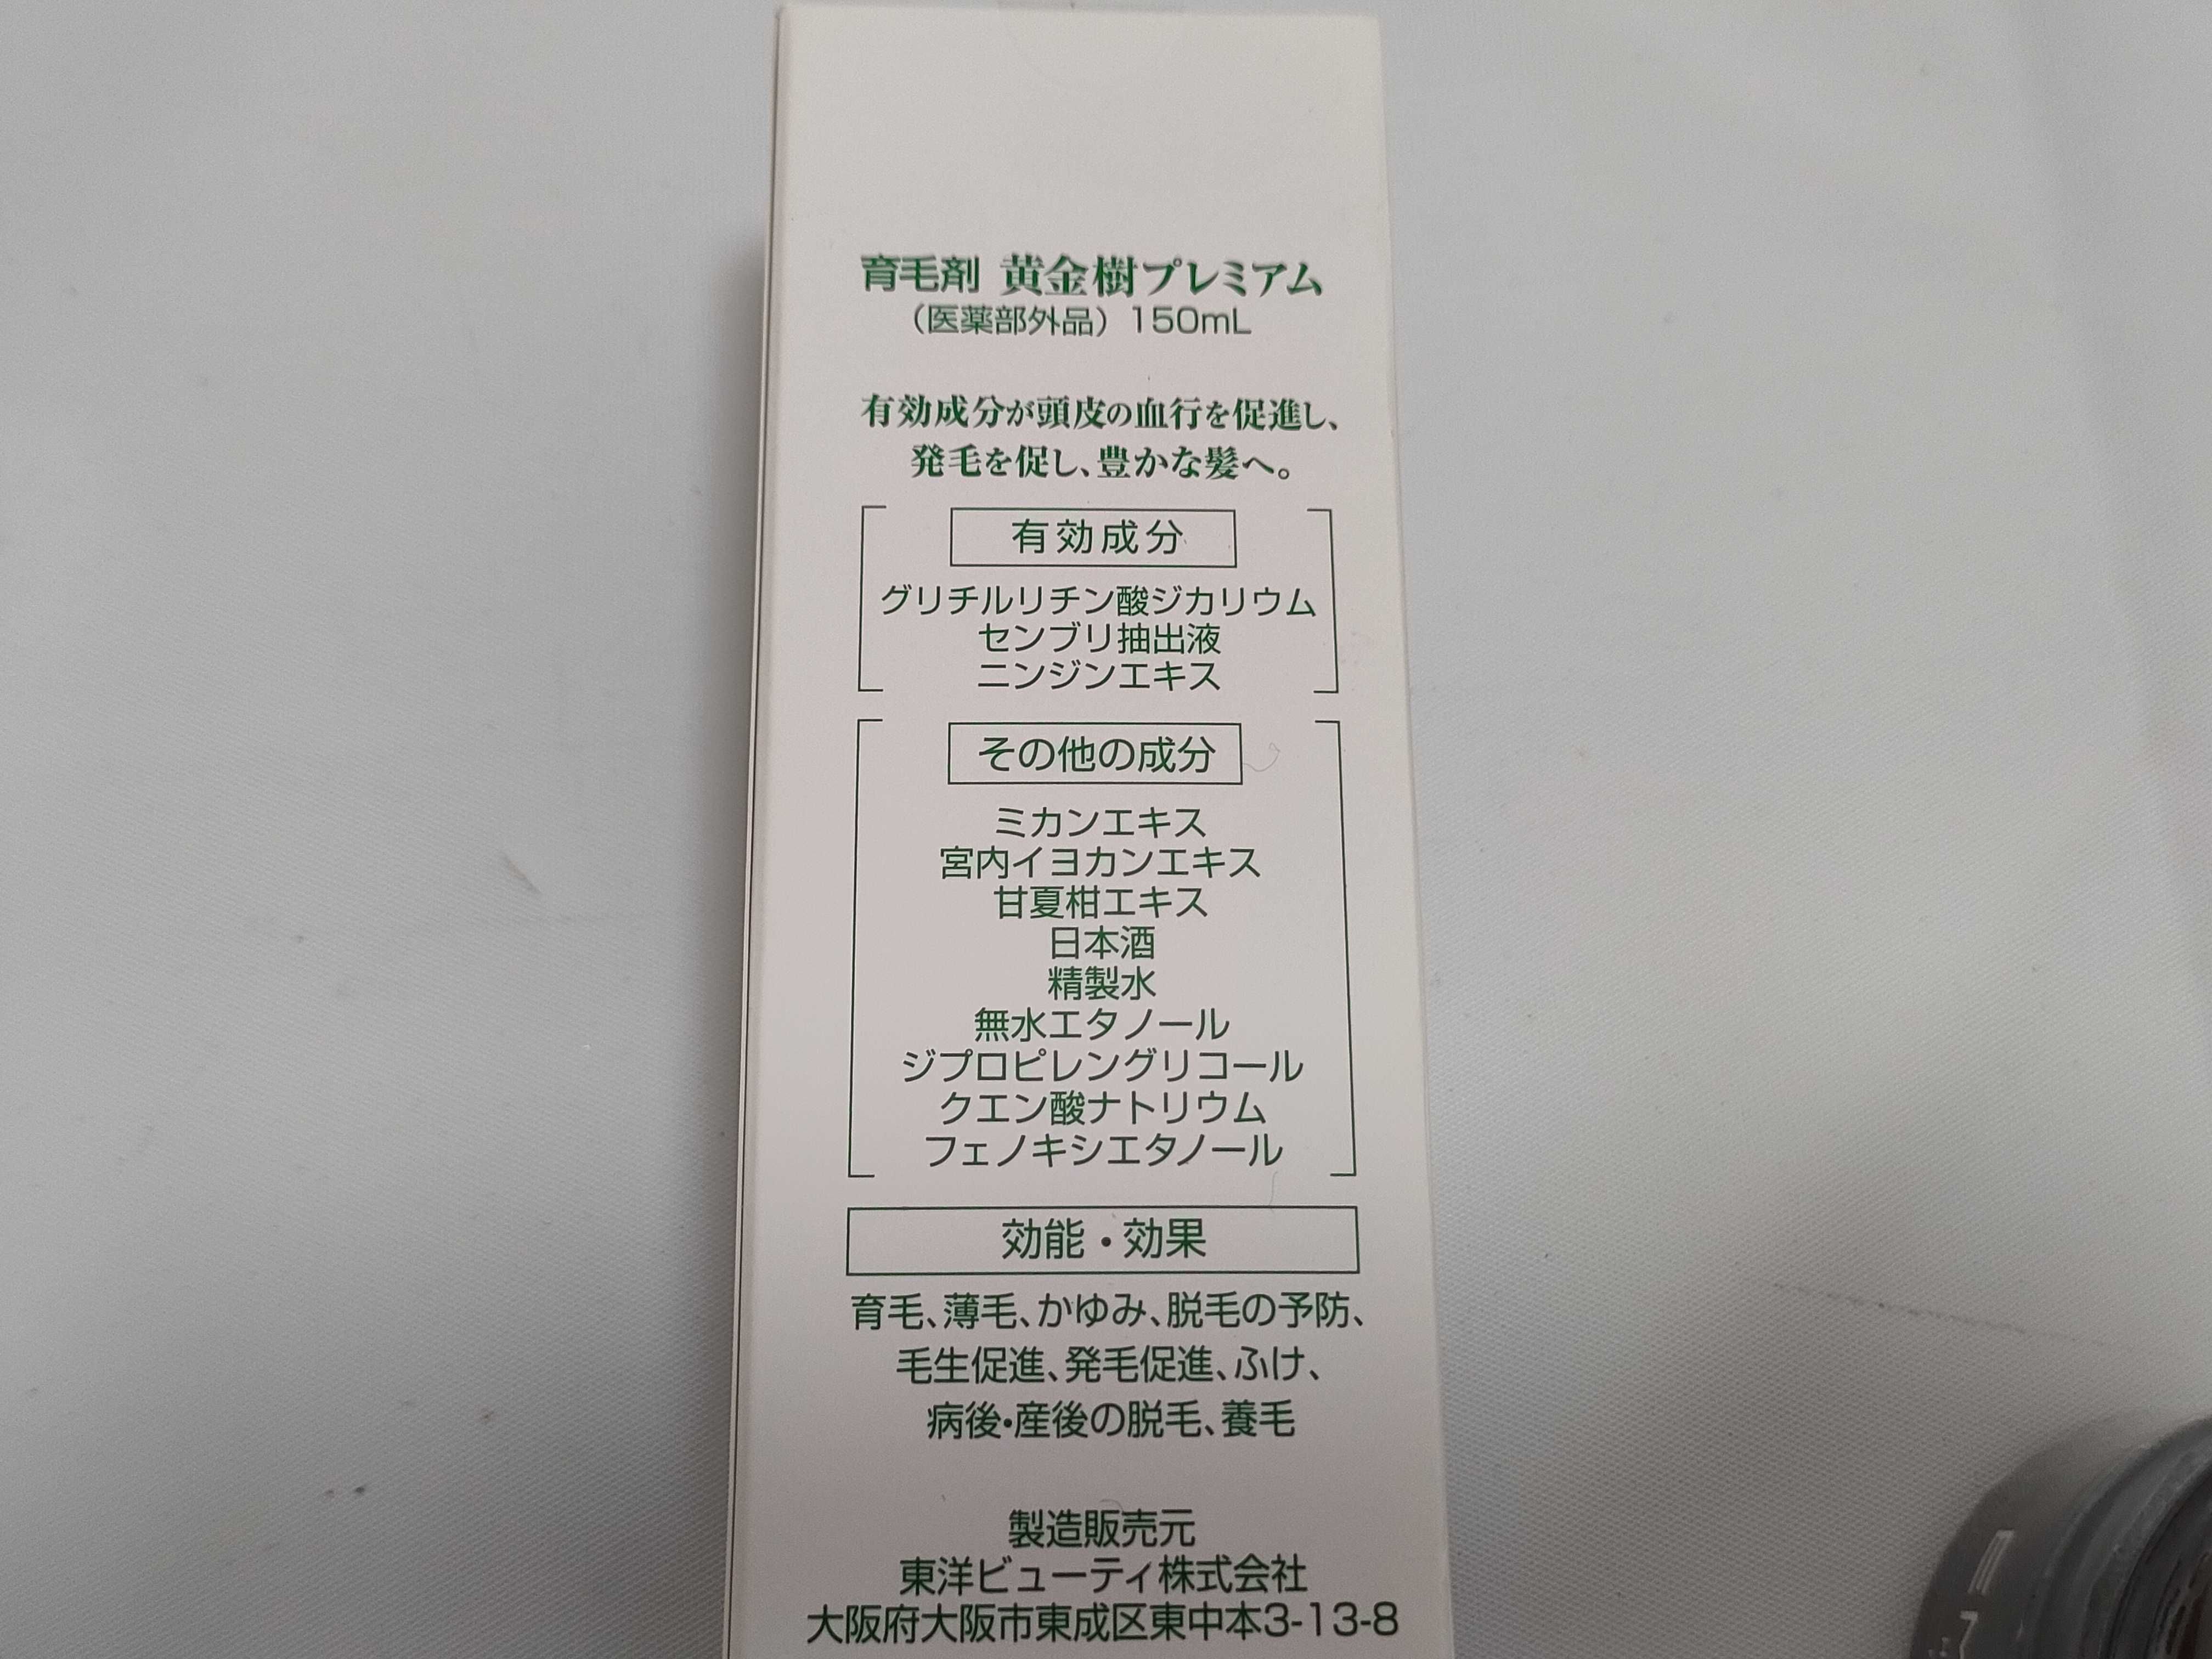 育毛剤 黄金樹プレミアム
（医薬部外品）150mL
有効成分が頭皮の血行を促進し、
発毛を促し、豊かな髪へ。
有効成分
グリチルリチン酸ジカリウム
センブリ抽出液
ニンジンエキス
その他の成分
ミカンエキス
宮内イヨカンエキス
甘夏柑エキス
日本酒
精製水
無水エタノール
ジプロピレングリコール
クエン酸ナトリウム
フェノキシエタノール
効能・効果
育毛、薄毛、かゆみ、脱毛の予防、
毛生促進、発毛促進、ふけ、
病後・産後の脱毛、養毛
製造販売元
東洋ビューティ株式会社
大阪府大阪市東成区東中本3-13-8